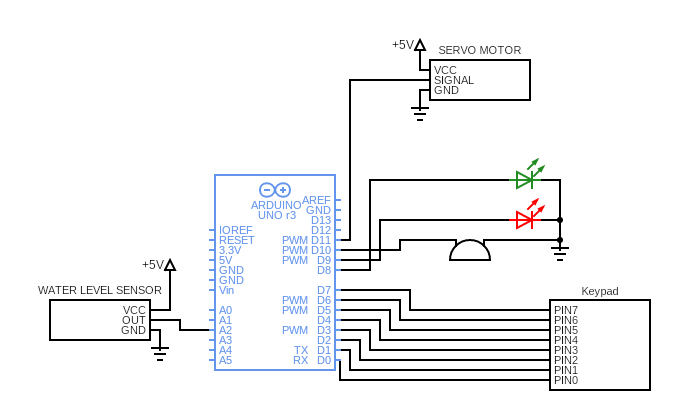 +5V
SERVO MOTOR
VCC
SIGNAL
GND
ARDUINO
UNO r3
AREF
GND
D13
D12
PWM D11
PWM D10
PWM D9
D8
D7
PWM D6
PWM D5
D4
PWM D3
D2
TX D1
RX D0
IOREF
RESET
3.3V
5V
GND
GND
Vin
A0
A1
A2
A3
A4
A5
+5V
WATER LEVEL SENSOR
VCC
OUT
GND
Keypad
PIN7
PIN6
PIN5
PIN4
PIN3
PIN2
PIN1
PIN0